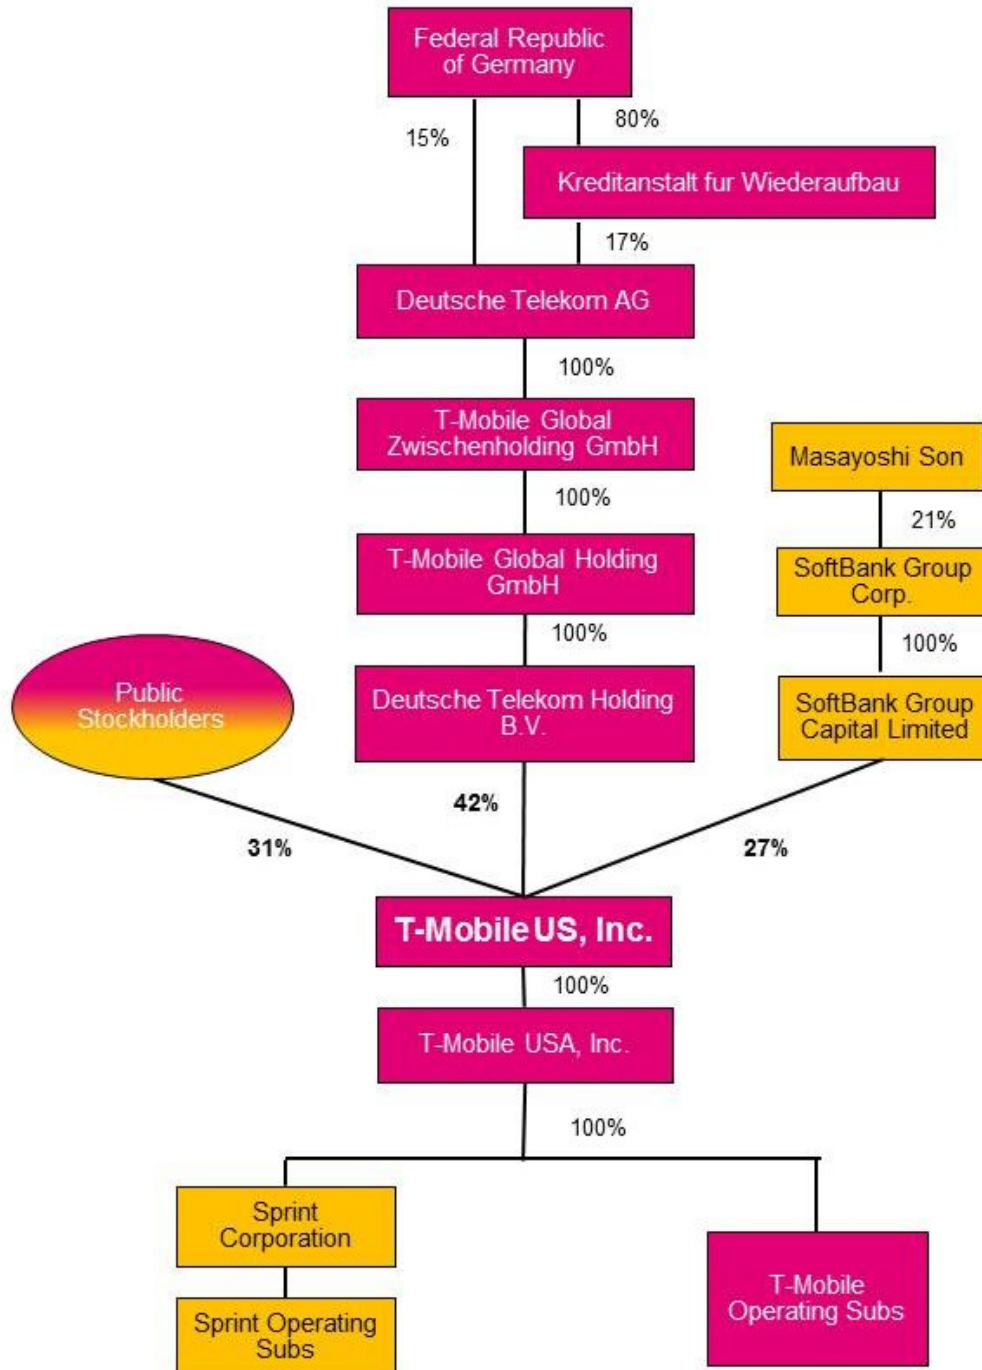 Federal Republic
of Germany
15%
80%
Kreditanstalt fur Wiederaufbau
17%
Deutsche Telekom AG
100%
T-Mobile Global
Zwischenholding GmbH
Masayoshi Son
100%
21%
T-Mobile Global Holding
GmbH
SoftBank Group
Corp.
100%
100%
Public
Stockholders
Deutsche Telekom Holding
B.V.
SoftBank Group
Capital Limited
42%
31%
27%
T-Mobile US, Inc.
100%
T-Mobile USA, Inc.
100%
Sprint
Corporation
T-Mobile
Operating Subs
Sprint Operating
Subs